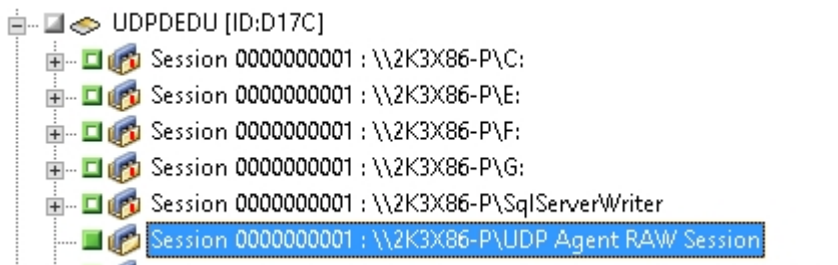 UDPDEDU [ID:D17C]
Session 0000000001 : \\2K3X86-P\C:
Session 0000000001 : \\2K3X86-P\E:
Session 0000000001 : \\2K3X86-P\F:
Session 0000000001 : \\2K3X86-P\G:
Session 0000000001 : \\2K3X86-P\SqlServerWriter
Session 0000000001 : \\2K3X86-P\UDP Agent RAW Session